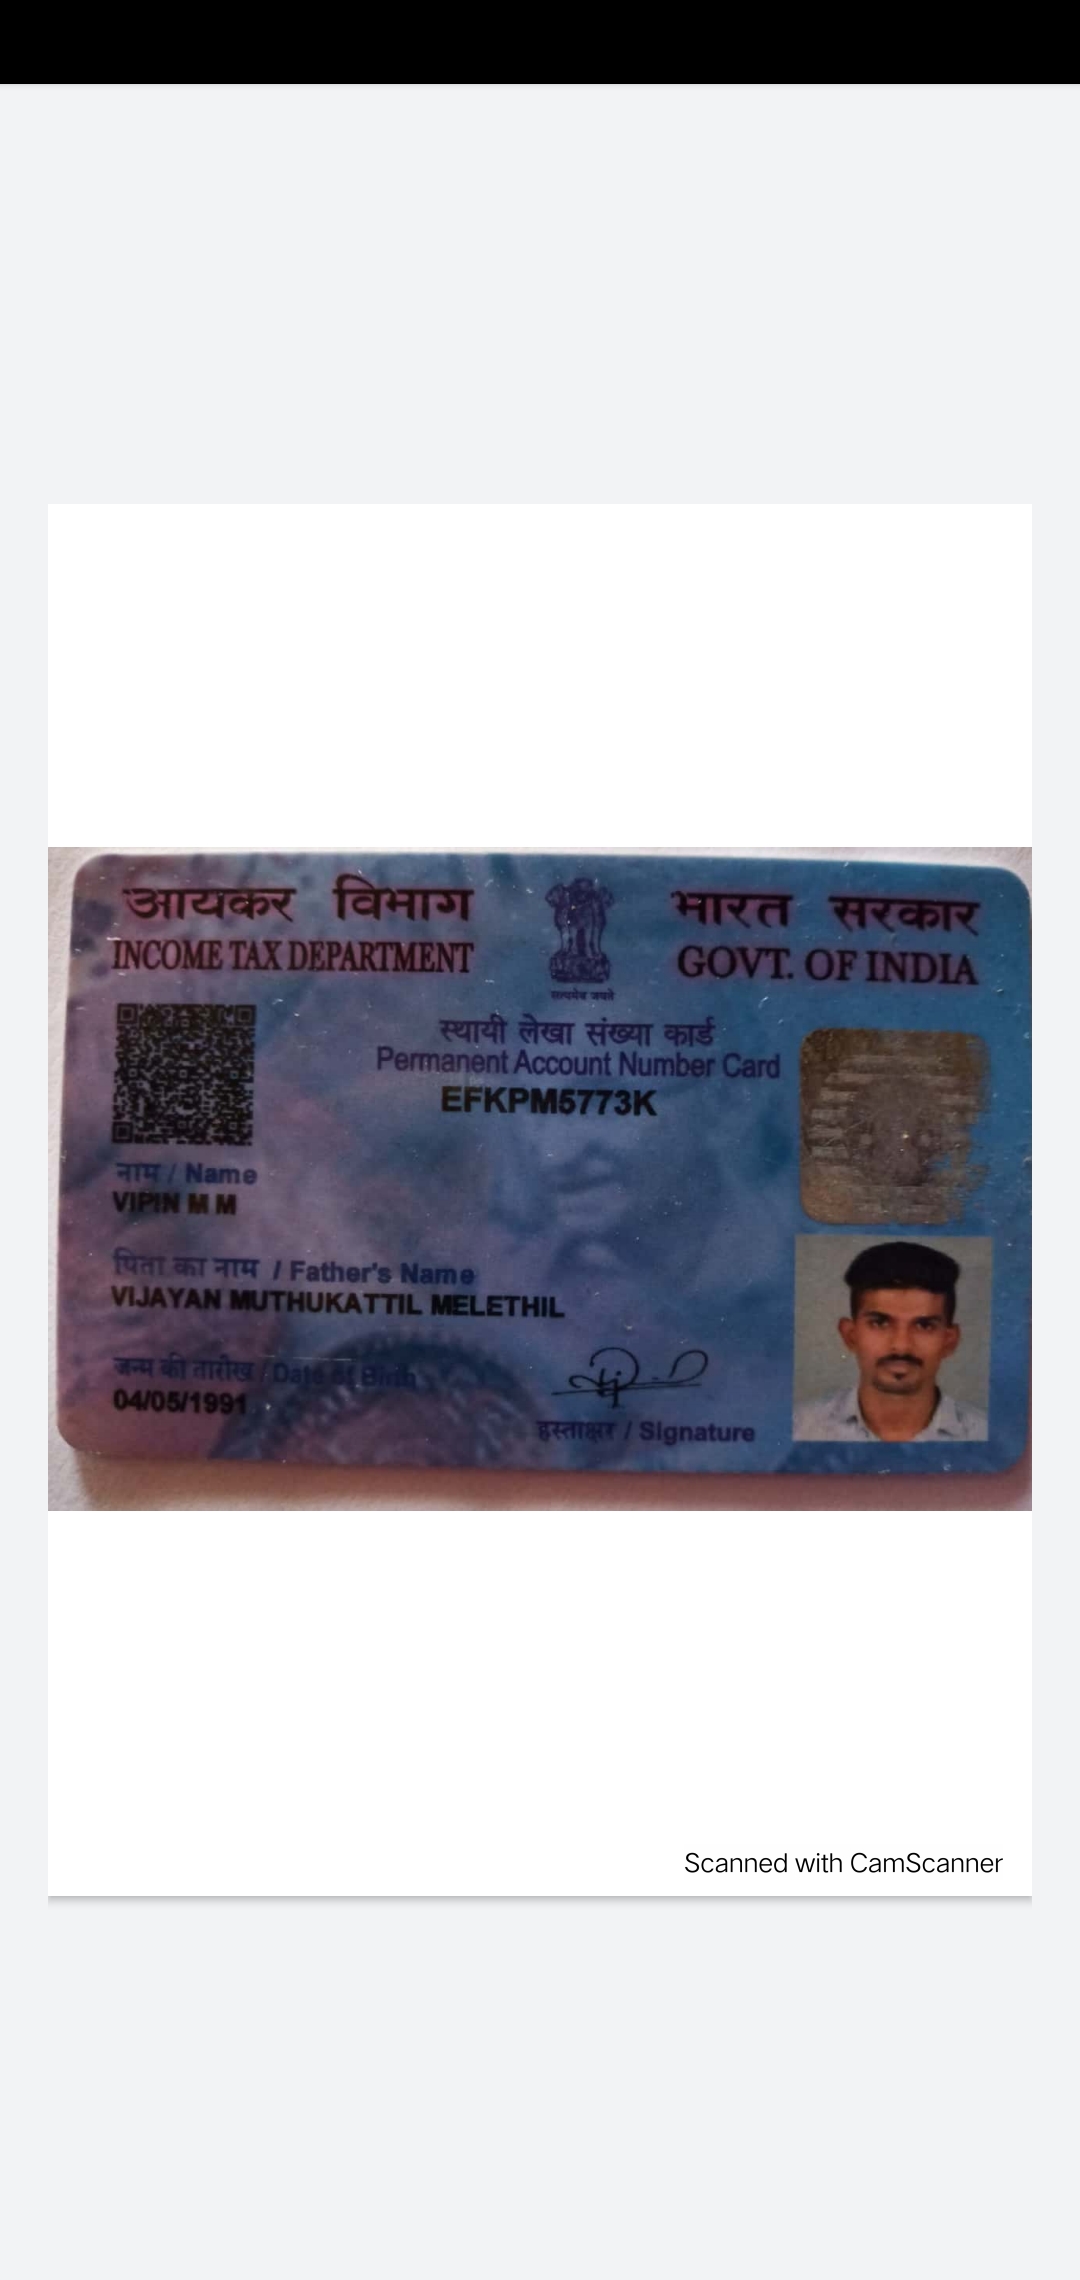 आयकर विभाग
INCOME TAX DEPARTMENT
भारत सरकार
GOVT. OF INDIA
सत्यमेव जयते
स्थायी लेखा संख्या कार्ड
Permanent Account Number Card
EFKPM5773K
नाम / Name
VIPIN M M
पिता का नाम / Father's Name
VIJAYAN MUTHUKATTIL MELETHIL
जन्म की तारीख / Date of Birth
04/05/1991
हस्ताक्षर / Signature
Scanned with CamScanner